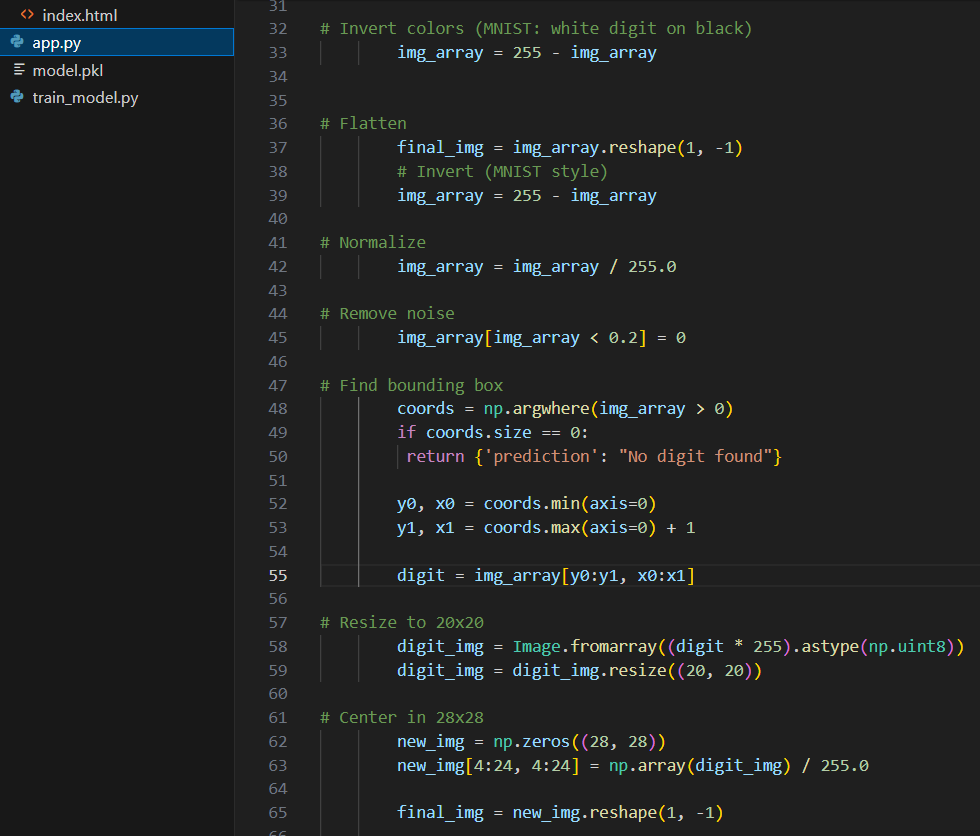 index.html
app.py
model.pkl
train_model.py
31
32 # Invert colors (MNIST: white digit on black)
33 img_array = 255 - img_array
34
35
36 # Flatten
37 final_img = img_array.reshape(1, -1)
38 # Invert (MNIST style)
39 img_array = 255 - img_array
40
41 # Normalize
42 img_array = img_array / 255.0
43
44 # Remove noise
45 img_array[img_array < 0.2] = 0
46
47 # Find bounding box
48 coords = np.argwhere(img_array > 0)
49 if coords.size == 0:
50 return {'prediction': "No digit found"}
51
52 y0, x0 = coords.min(axis=0)
53 y1, x1 = coords.max(axis=0) + 1
54
55 digit = img_array[y0:y1, x0:x1]
56
57 # Resize to 20x20
58 digit_img = Image.fromarray((digit * 255).astype(np.uint8))
59 digit_img = digit_img.resize((20, 20))
60
61 # Center in 28x28
62 new_img = np.zeros((28, 28))
63 new_img[4:24, 4:24] = np.array(digit_img) / 255.0
64
65 final_img = new_img.reshape(1, -1)
66